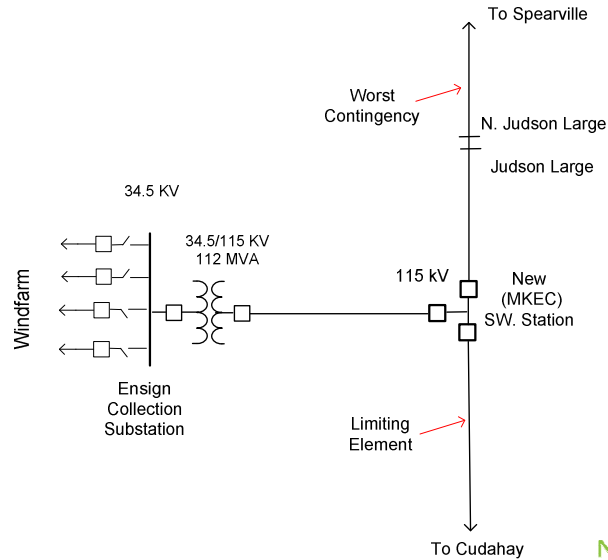 To Spearville
Worst
Contingency
N. Judson Large
Judson Large
34.5 KV
34.5/115 KV
112 MVA
115 kV
New
(MKEC)
SW. Station
Windfarm
Ensign
Collection
Substation
Limiting
Element
To Cudahay
N